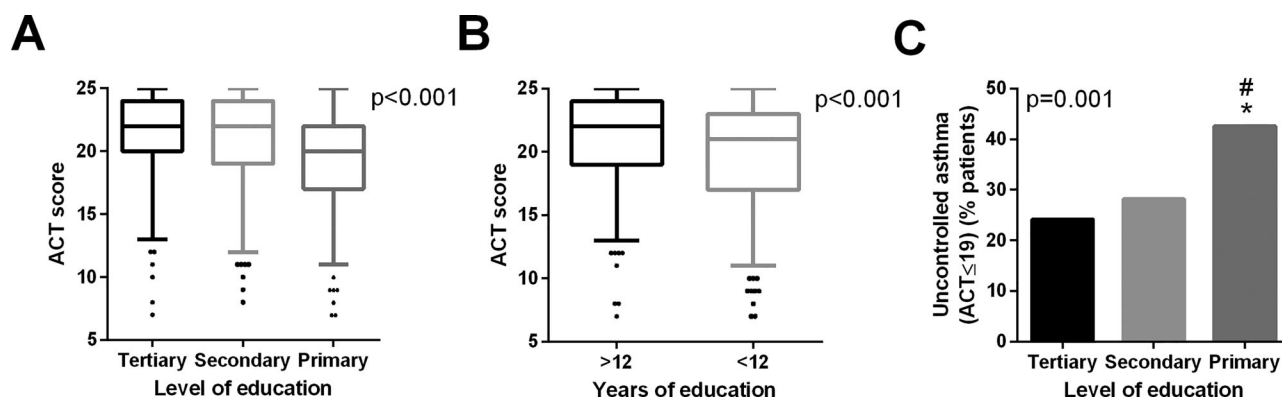 A
ACT score
25
20
15
10
5
p<0.001
Tertiary Secondary Primary
Level of education
B
ACT score
25
20
15
10
5
p<0.001
>12 <12
Years of education
C
Uncontrolled asthma
(ACT≤19) (% patients)
50
40
30
20
10
0
p=0.001
#
*
Tertiary Secondary Primary
Level of education